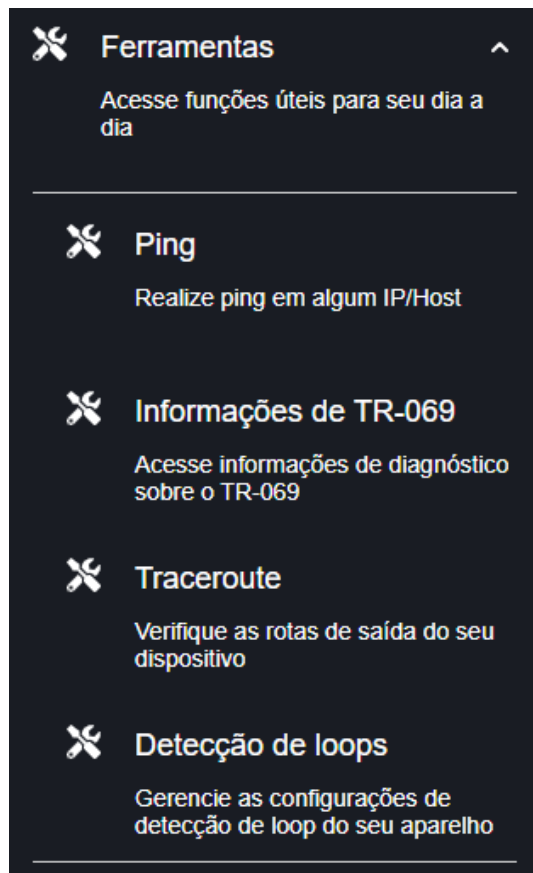 Ferramentas
Acesse funções úteis para seu dia a
dia
Ping
Realize ping em algum IP/Host
Informações de TR-069
Acesse informações de diagnóstico
sobre o TR-069
Traceroute
Verifique as rotas de saída do seu
dispositivo
Detecção de loops
Gerencie as configurações de
detecção de loop do seu aparelho